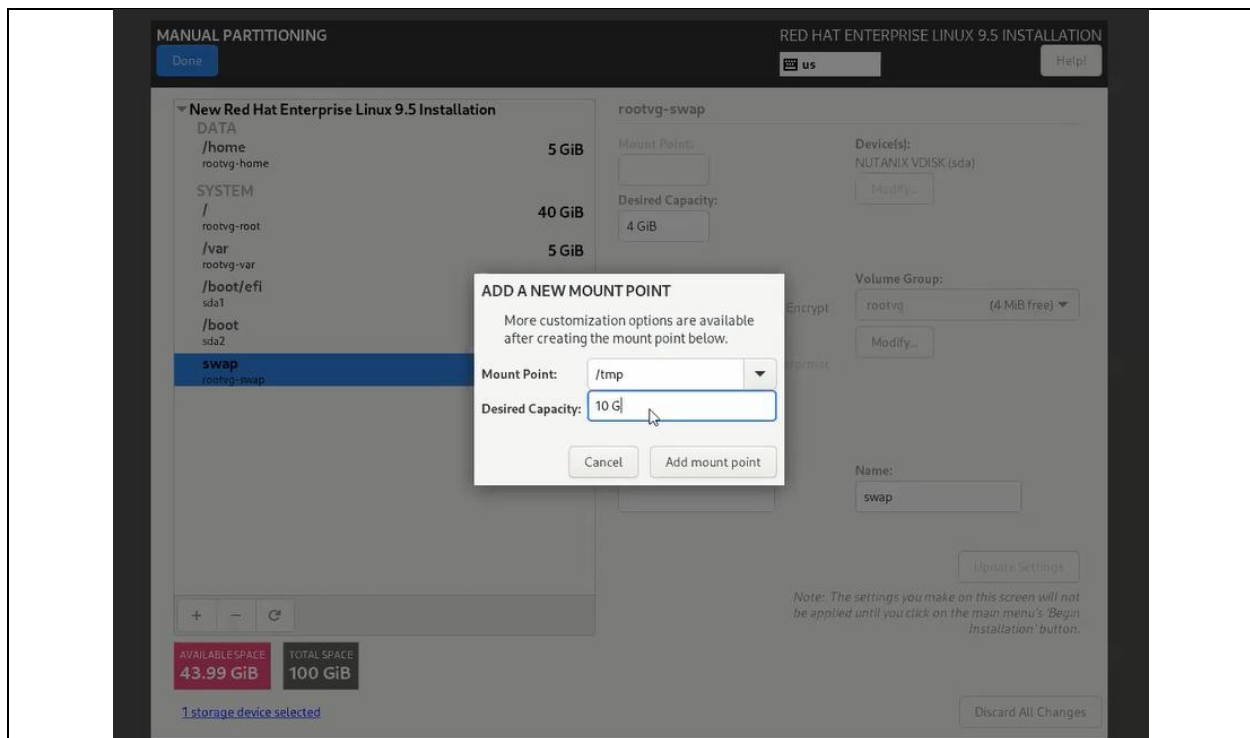 MANUAL PARTITIONING
RED HAT ENTERPRISE LINUX 9.5 INSTALLATION
Done
us
Help!
New Red Hat Enterprise Linux 9.5 Installation
DATA
/home
5 GiB
rootvg-home
SYSTEM
/
40 GiB
rootvg-root
/var
5 GiB
rootvg-var
/boot/efi
sda1
/boot
sda2
swap
rootvg-swap
rootvg-swap
Mount Point:
Device(s):
NUTANIX VDISK (sda)
Modify...
Desired Capacity:
4 GiB
Volume Group:
Encrypt
rootvg (4 MiB free)
Modify...
ADD A NEW MOUNT POINT
More customization options are available
after creating the mount point below.
Mount Point: /tmp
Desired Capacity: 10 G
Cancel
Add mount point
Name:
swap
Update Settings
Note: The settings you make on this screen will not
be applied until you click on the main menu's 'Begin
Installation' button.
+ −
AVAILABLE SPACE
43.99 GiB
TOTAL SPACE
100 GiB
1 storage device selected
Discard All Changes